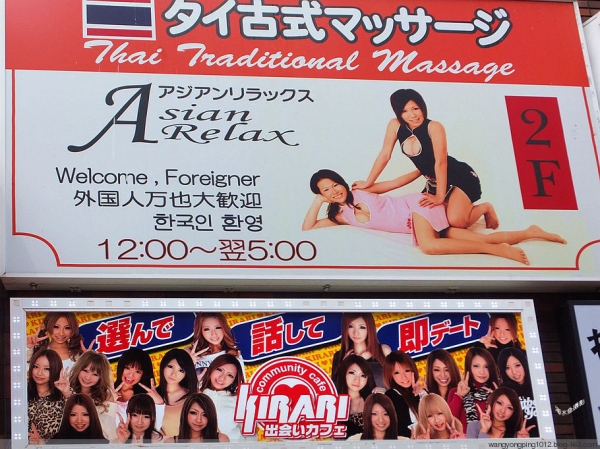 タイ古式マッサージ
Thai Traditional Massage
アジアンリラックス
Asian
Relax
2F
Welcome , Foreigner
外国人万也大歓迎
한국인 환영
12:00～翌5:00
選んで 話して 即デート
community cafe
KIRARI
出会いカフェ
wangyongping1012.blog.163.com